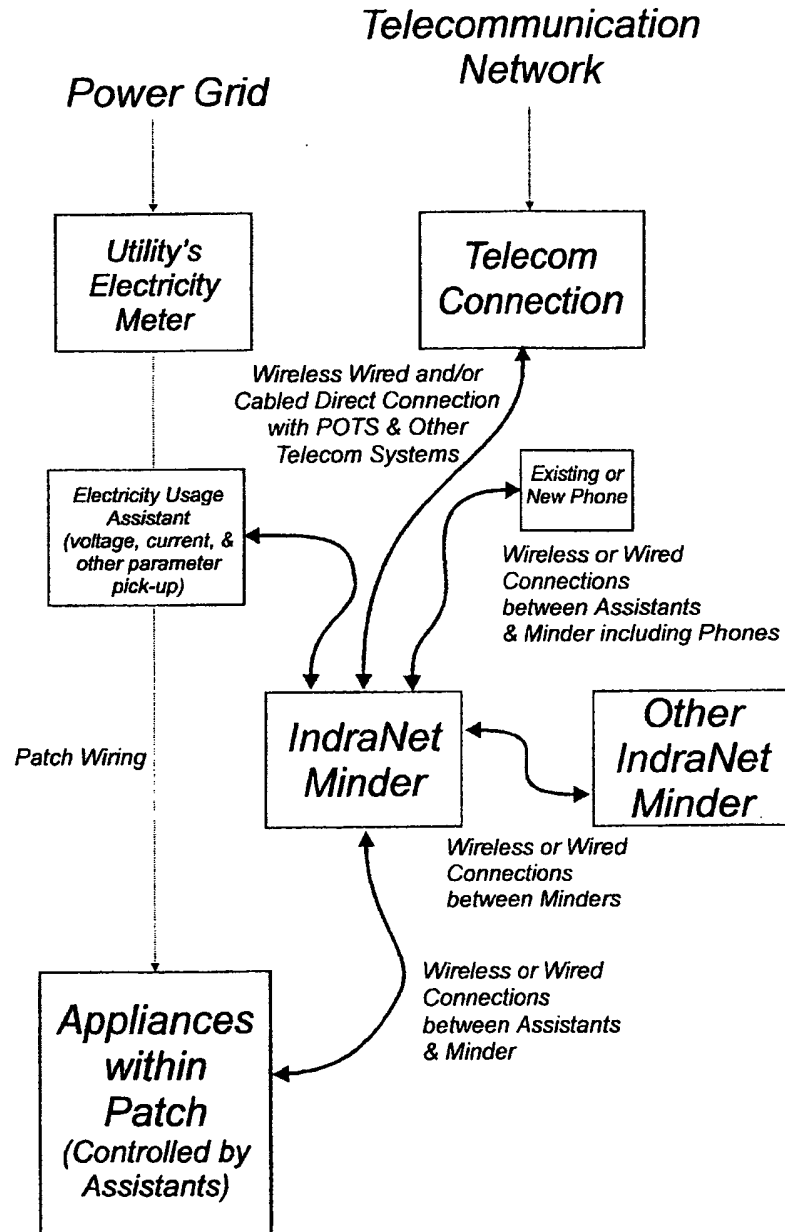 Telecommunication
Network
Power Grid
Utility's
Electricity
Meter
Telecom
Connection
Wireless Wired and/or
Cabled Direct Connection
with POTS & Other
Telecom Systems
Electricity Usage
Assistant
(voltage, current, &
other parameter
pick-up)
Existing or
New Phone
Wireless or Wired
Connections
between Assistants
& Minder including Phones
Patch Wiring
IndraNet
Minder
Other
IndraNet
Minder
Wireless or Wired
Connections
between Minders
Wireless or Wired
Connections
between Assistants
& Minder
Appliances
within
Patch
(Controlled by
Assistants)